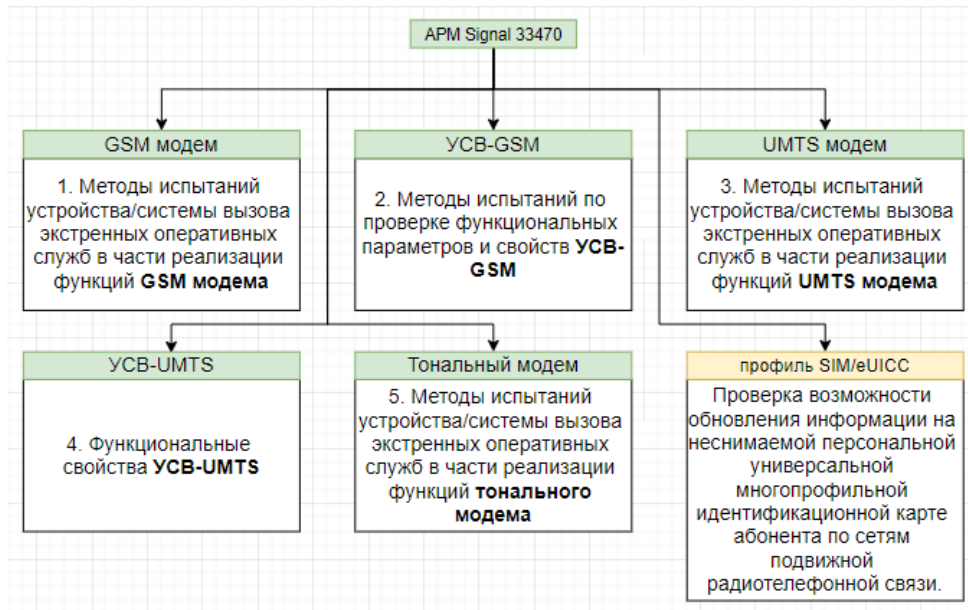 АРМ Signal 33470
GSM модем
1. Методы испытаний
устройства/системы вызова
экстренных оперативных
служб в части реализации
функций GSM модема
УСВ-GSM
2. Методы испытаний по
проверке функциональных
параметров и свойств УСВ-
GSM
UMTS модем
3. Методы испытаний
устройства/системы вызова
экстренных оперативных
служб в части реализации
функций UMTS модема
УСВ-UMTS
4. Функциональные
свойства УСВ-UMTS
Тональный модем
5. Методы испытаний
устройства/системы вызова
экстренных оперативных
служб в части реализации
функций тонального
модема
профиль SIM/eUICC
Проверка возможности
обновления информации на
неснимаемой персональной
универсальной
многопрофильной
идентификационной карте
абонента по сетям
подвижной
радиотелефонной связи.